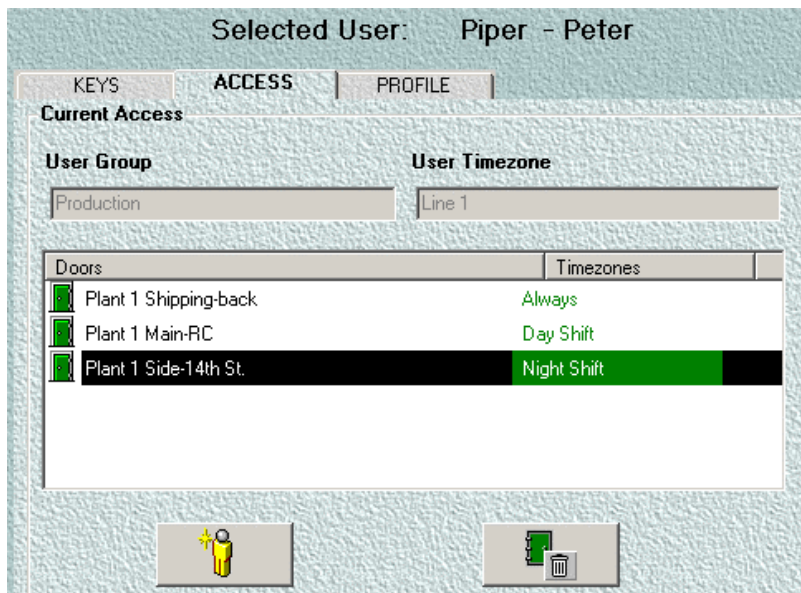 Selected User: Piper - Peter
KEYS ACCESS PROFILE
Current Access
User Group User Timezone
Production Line 1
Doors Timezones
Plant 1 Shipping-back Always
Plant 1 Main-RC Day Shift
Plant 1 Side-14th St. Night Shift